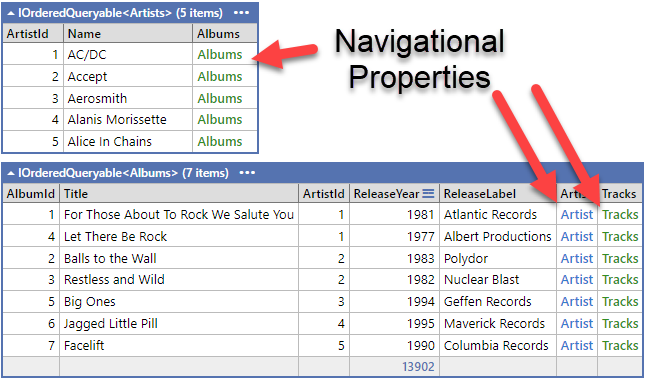 IOrderedQueryable<Artists> (5 items) •••
ArtistId Name Albums
1 AC/DC Albums
2 Accept Albums
3 Aerosmith Albums
4 Alanis Morissette Albums
5 Alice In Chains Albums
Navigational
Properties
IOrderedQueryable<Albums> (7 items) •••
AlbumId Title ArtistId ReleaseYear ReleaseLabel Artist Tracks
1 For Those About To Rock We Salute You 1 1981 Atlantic Records Artist Tracks
4 Let There Be Rock 1 1977 Albert Productions Artist Tracks
2 Balls to the Wall 2 1983 Polydor Artist Tracks
3 Restless and Wild 2 1982 Nuclear Blast Artist Tracks
5 Big Ones 3 1994 Geffen Records Artist Tracks
6 Jagged Little Pill 4 1995 Maverick Records Artist Tracks
7 Facelift 5 1990 Columbia Records Artist Tracks
13902